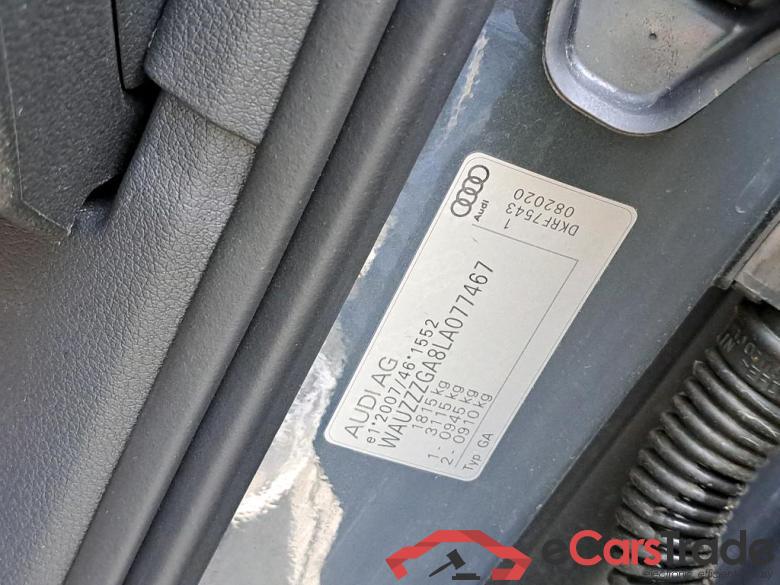 AUDI AG
e1*2007/46*1552
WAUZZZGA8LA077467
1815 kg
3115 kg
1- 0945 kg
2- 0910 kg
Typ GA
Audi
1
DKRF7543
082020
eCarsTrade